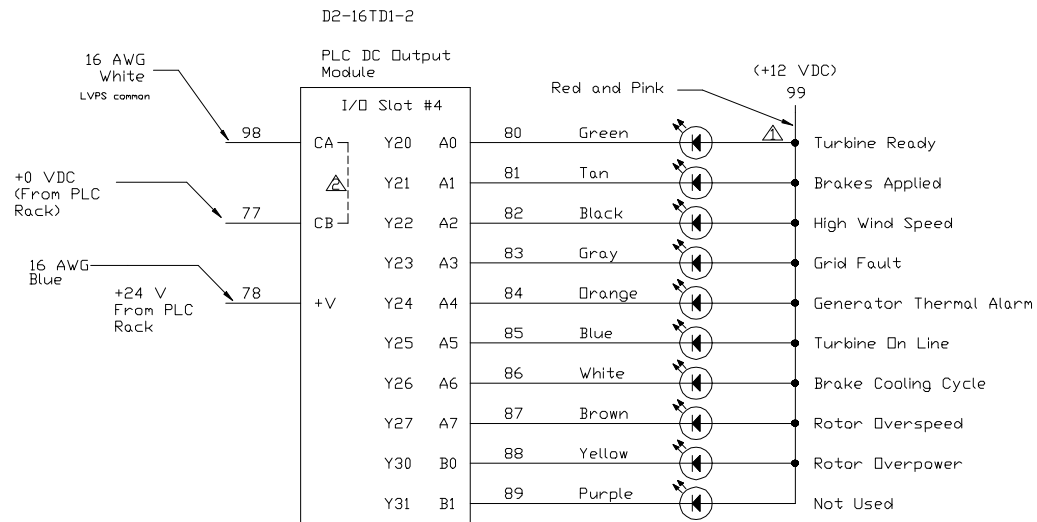 D2-16TD1-2
PLC DC Output
Module
I/O Slot #4
16 AWG
White
LVPS common
98
CA
+0 VDC
(From PLC
Rack)
77
2
CB
16 AWG
Blue
+24 V
From PLC
Rack
78
+V
(+12 VDC)
99
Red and Pink
1
Y20 A0 80 Green Turbine Ready
Y21 A1 81 Tan Brakes Applied
Y22 A2 82 Black High Wind Speed
Y23 A3 83 Gray Grid Fault
Y24 A4 84 Orange Generator Thermal Alarm
Y25 A5 85 Blue Turbine On Line
Y26 A6 86 White Brake Cooling Cycle
Y27 A7 87 Brown Rotor Overspeed
Y30 B0 88 Yellow Rotor Overpower
Y31 B1 89 Purple Not Used